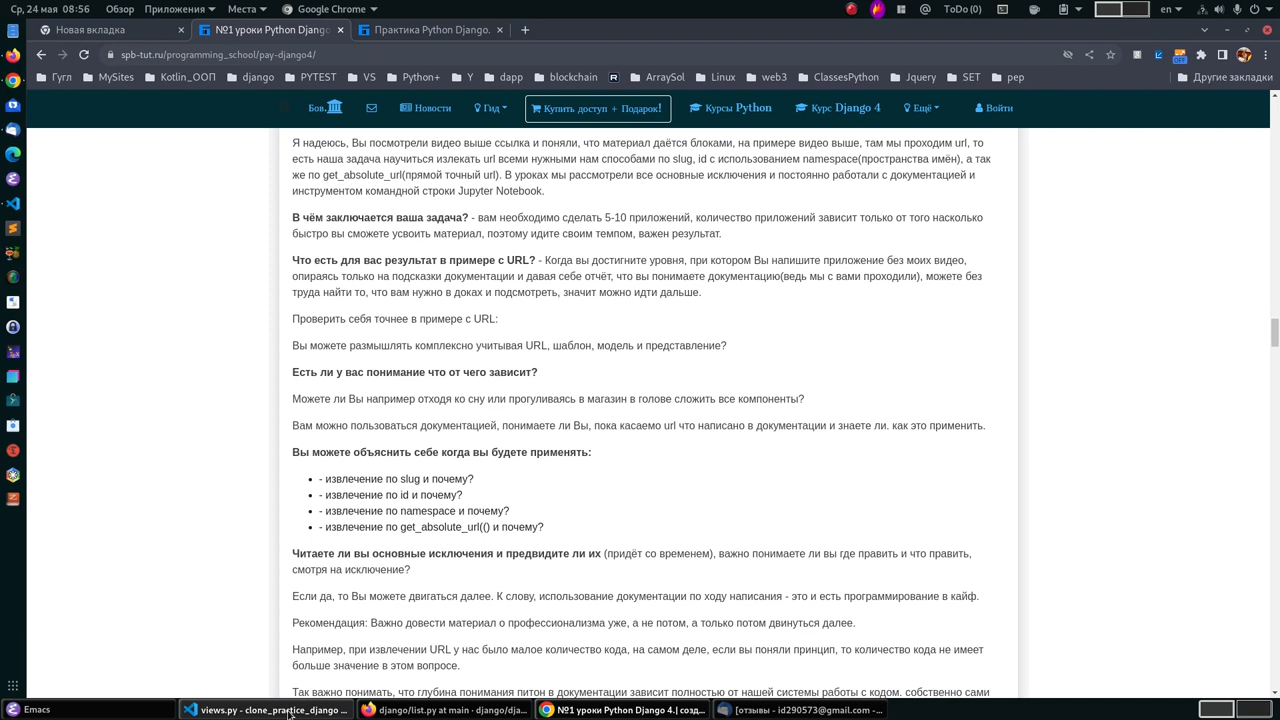 Ср, 24 мая 08:56 Обзор Приложения Места Google Chrome ToDo (0) en
Новая вкладка №1 уроки Python Django Практика Python Django.
spb-tut.ru/programming_school/pay-django4/
Гугл MySites Kotlin_ООП django PYTEST VS Python+ Y dapp blockchain ArraySol Linux web3 ClassesPython Jquery SET pep Другие закладки
Бов. Новости Гид Купить доступ + Подарок! Курсы Python Курс Django 4 Ещё Войти
Я надеюсь, Вы посмотрели видео выше ссылка и поняли, что материал даётся блоками, на примере видео выше, там мы проходим url, то
есть наша задача научиться излекать url всеми нужными нам способами по slug, id с использованием namespace(пространства имён), а так
же по get_absolute_url(прямой точный url). В уроках мы рассмотрели все основные исключения и постоянно работали с документацией и
инструментом командной строки Jupyter Notebook.
В чём заключается ваша задача? - вам необходимо сделать 5-10 приложений, количество приложений зависит только от того насколько
быстро вы сможете усвоить материал, поэтому идите своим темпом, важен результат.
Что есть для вас результат в примере с URL? - Когда вы достигните уровня, при котором Вы напишите приложение без моих видео,
опираясь только на подсказки документации и давая себе отчёт, что вы понимаете документацию(ведь мы с вами проходили), можете без
труда найти то, что вам нужно в доках и подсмотреть, значит можно идти дальше.
Проверить себя точнее в примере с URL:
Вы можете размышлять комплексно учитывая URL, шаблон, модель и представление?
Есть ли у вас понимание что от чего зависит?
Можете ли Вы например отходя ко сну или прогуливаясь в магазин в голове сложить все компоненты?
Вам можно пользоваться документацией, понимаете ли Вы, пока касаемо url что написано в документации и знаете ли. как это применить.
Вы можете объяснить себе когда вы будете применять:
• - извлечение по slug и почему?
• - извлечение по id и почему?
• - извлечение по namespace и почему?
• - извлечение по get_absolute_url(() и почему?
Читаете ли вы основные исключения и предвидите ли их (придёт со временем), важно понимаете ли вы где править и что править,
смотря на исключение?
Если да, то Вы можете двигаться далее. К слову, использование документации по ходу написания - это и есть программирование в кайф.
Рекомендация: Важно довести материал о профессионализма уже, а не потом, а только потом двинуться далее.
Например, при извлечении URL у нас было малое количество кода, на самом деле, если вы поняли принцип, то количество кода не имеет
больше значение в этом вопросе.
Так важно понимать, что глубина понимания питон в документации зависит полностью от нашей системы работы с кодом. собственно сами
Emacs views.py - clone_practice_django ... django/list.py at main · django/dja... №1 уроки Python Django 4.| созд... [отзывы - id290573@gmail.com -...